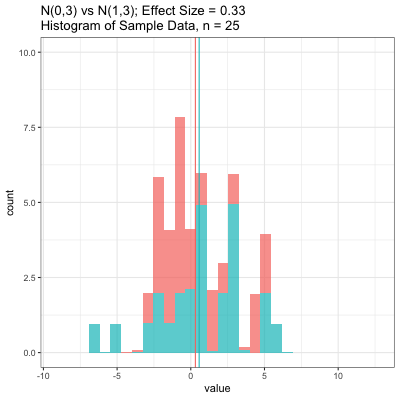 N(0,3) vs N(1,3); Effect Size = 0.33
Histogram of Sample Data, n = 25
10.0
7.5
5.0
2.5
0.0
count
-10
-5
0
5
10
value